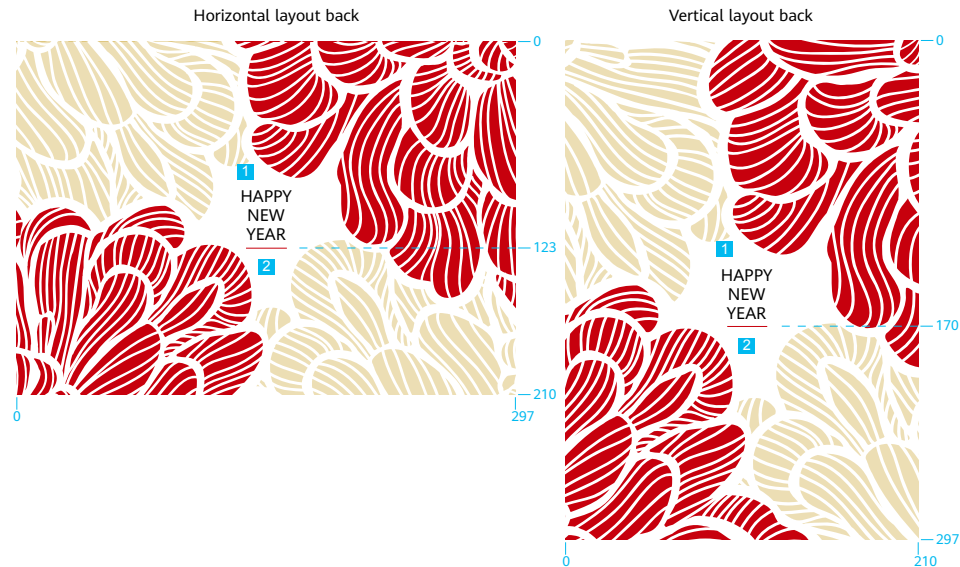 Horizontal layout back
0
1
HAPPY
NEW
YEAR
123
2
210
0
297
Vertical layout back
0
1
HAPPY
NEW
YEAR
170
2
297
0
210